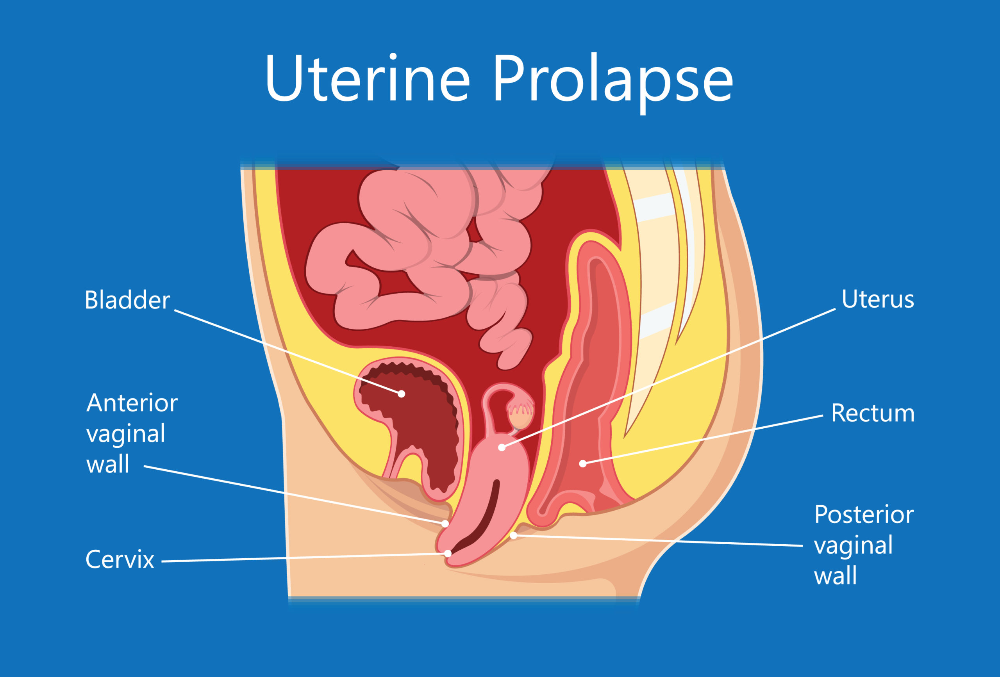 Uterine Prolapse
Bladder
Anterior
vaginal
wall
Cervix
Uterus
Rectum
Posterior
vaginal
wall